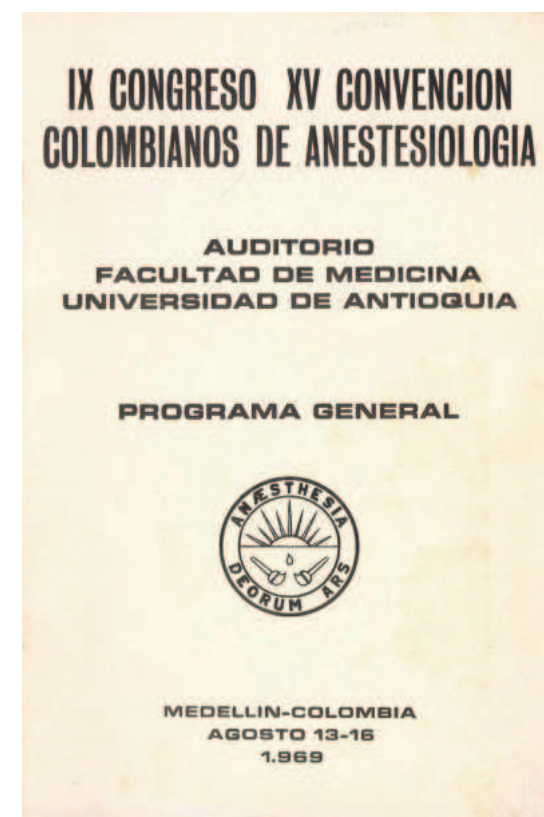 IX CONGRESO XV CONVENCION
COLOMBIANOS DE ANESTESIOLOGIA
AUDITORIO
FACULTAD DE MEDICINA
UNIVERSIDAD DE ANTIOQUIA
PROGRAMA GENERAL
ANÆSTHESIA
DEORUM ARS
MEDELLIN-COLOMBIA
AGOSTO 13-16
1.969